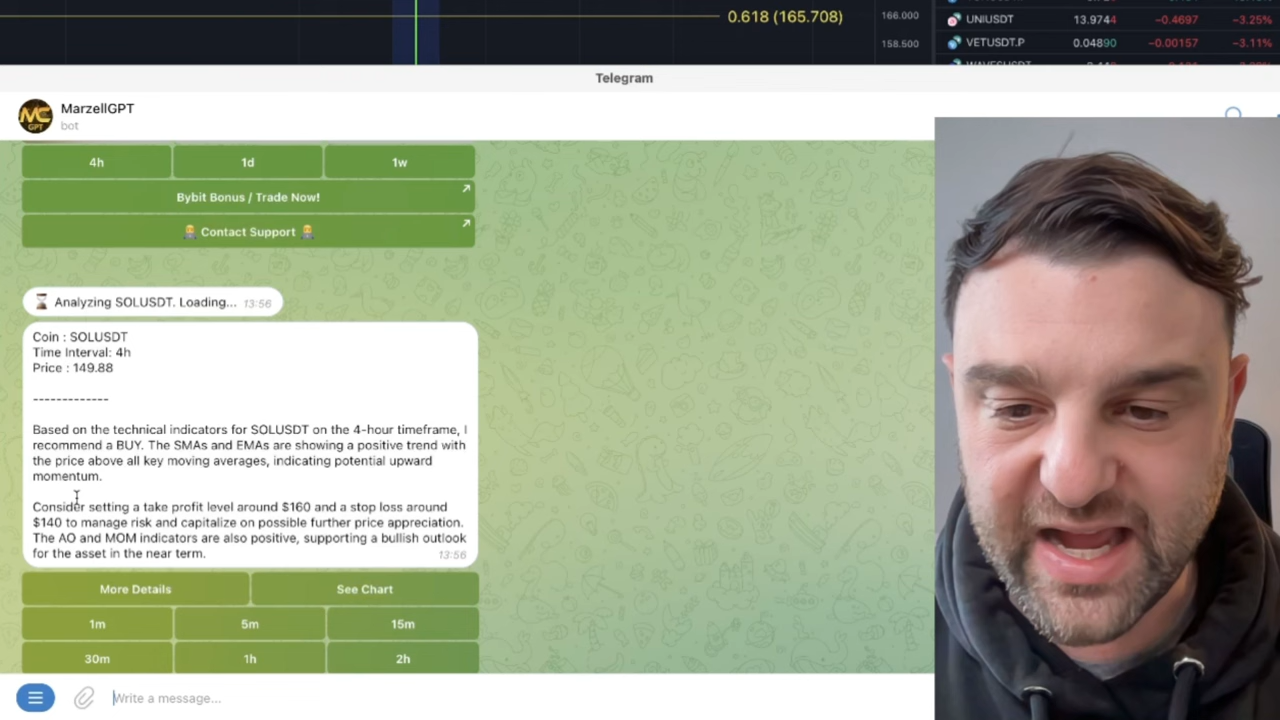 0.618 (165.708)
166.000
158.500
UNIUSDT 13.9744 −0.4697 −3.25%
VETUSDT.P 0.04890 −0.00157 −3.11%
Telegram
MC
GPT
MarzellGPT
bot
4h 1d 1w
Bybit Bonus / Trade Now!
Contact Support
Analyzing SOLUSDT. Loading... 13:56
Coin : SOLUSDT
Time Interval: 4h
Price : 149.88
-------------
Based on the technical indicators for SOLUSDT on the 4-hour timeframe, I
recommend a BUY. The SMAs and EMAs are showing a positive trend with
the price above all key moving averages, indicating potential upward
momentum.
Consider setting a take profit level around $160 and a stop loss around
$140 to manage risk and capitalize on possible further price appreciation.
The AO and MOM indicators are also positive, supporting a bullish outlook
for the asset in the near term.
13:56
More Details See Chart
1m 5m 15m
30m 1h 2h
Write a message...